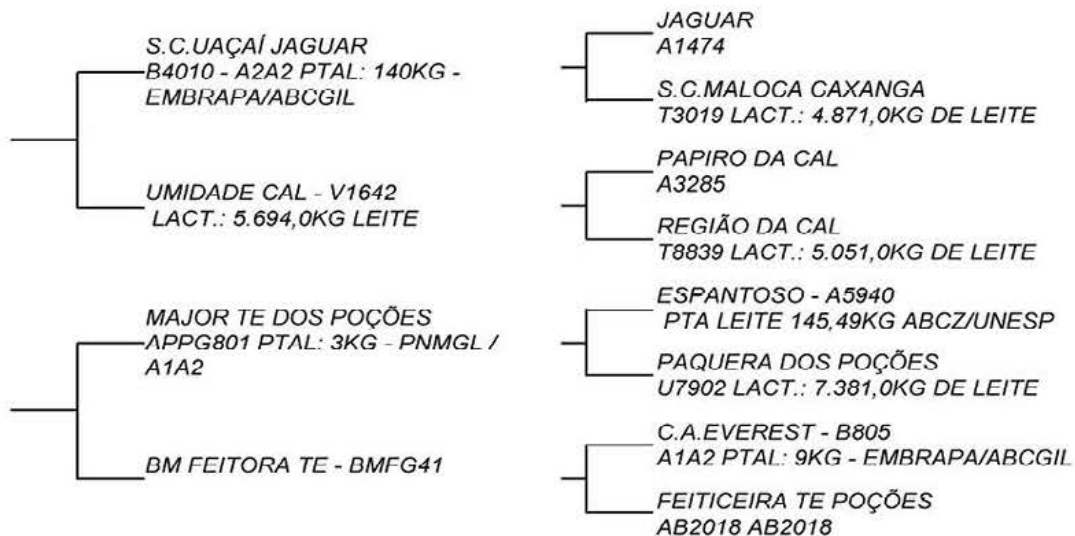 S.C.UAÇAÍ JAGUAR
B4010 - A2A2 PTAL: 140KG -
EMBRAPA/ABCGIL
UMIDADE CAL - V1642
LACT.: 5.694,0KG LEITE
MAJOR TE DOS POÇÕES
APPG801 PTAL: 3KG - PNMGL /
A1A2
BM FEITORA TE - BMFG41
JAGUAR
A1474
S.C.MALOCA CAXANGA
T3019 LACT.: 4.871,0KG DE LEITE
PAPIRO DA CAL
A3285
REGIÃO DA CAL
T8839 LACT.: 5.051,0KG DE LEITE
ESPANTOSO - A5940
PTA LEITE 145,49KG ABCZ/UNESP
PAQUERA DOS POÇÕES
U7902 LACT.: 7.381,0KG DE LEITE
C.A.EVEREST - B805
A1A2 PTAL: 9KG - EMBRAPA/ABCGIL
FEITICEIRA TE POÇÕES
AB2018 AB2018